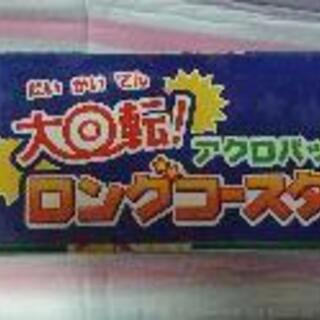 だい かい てん
大回転!
アクロバッ
ロングコースタ